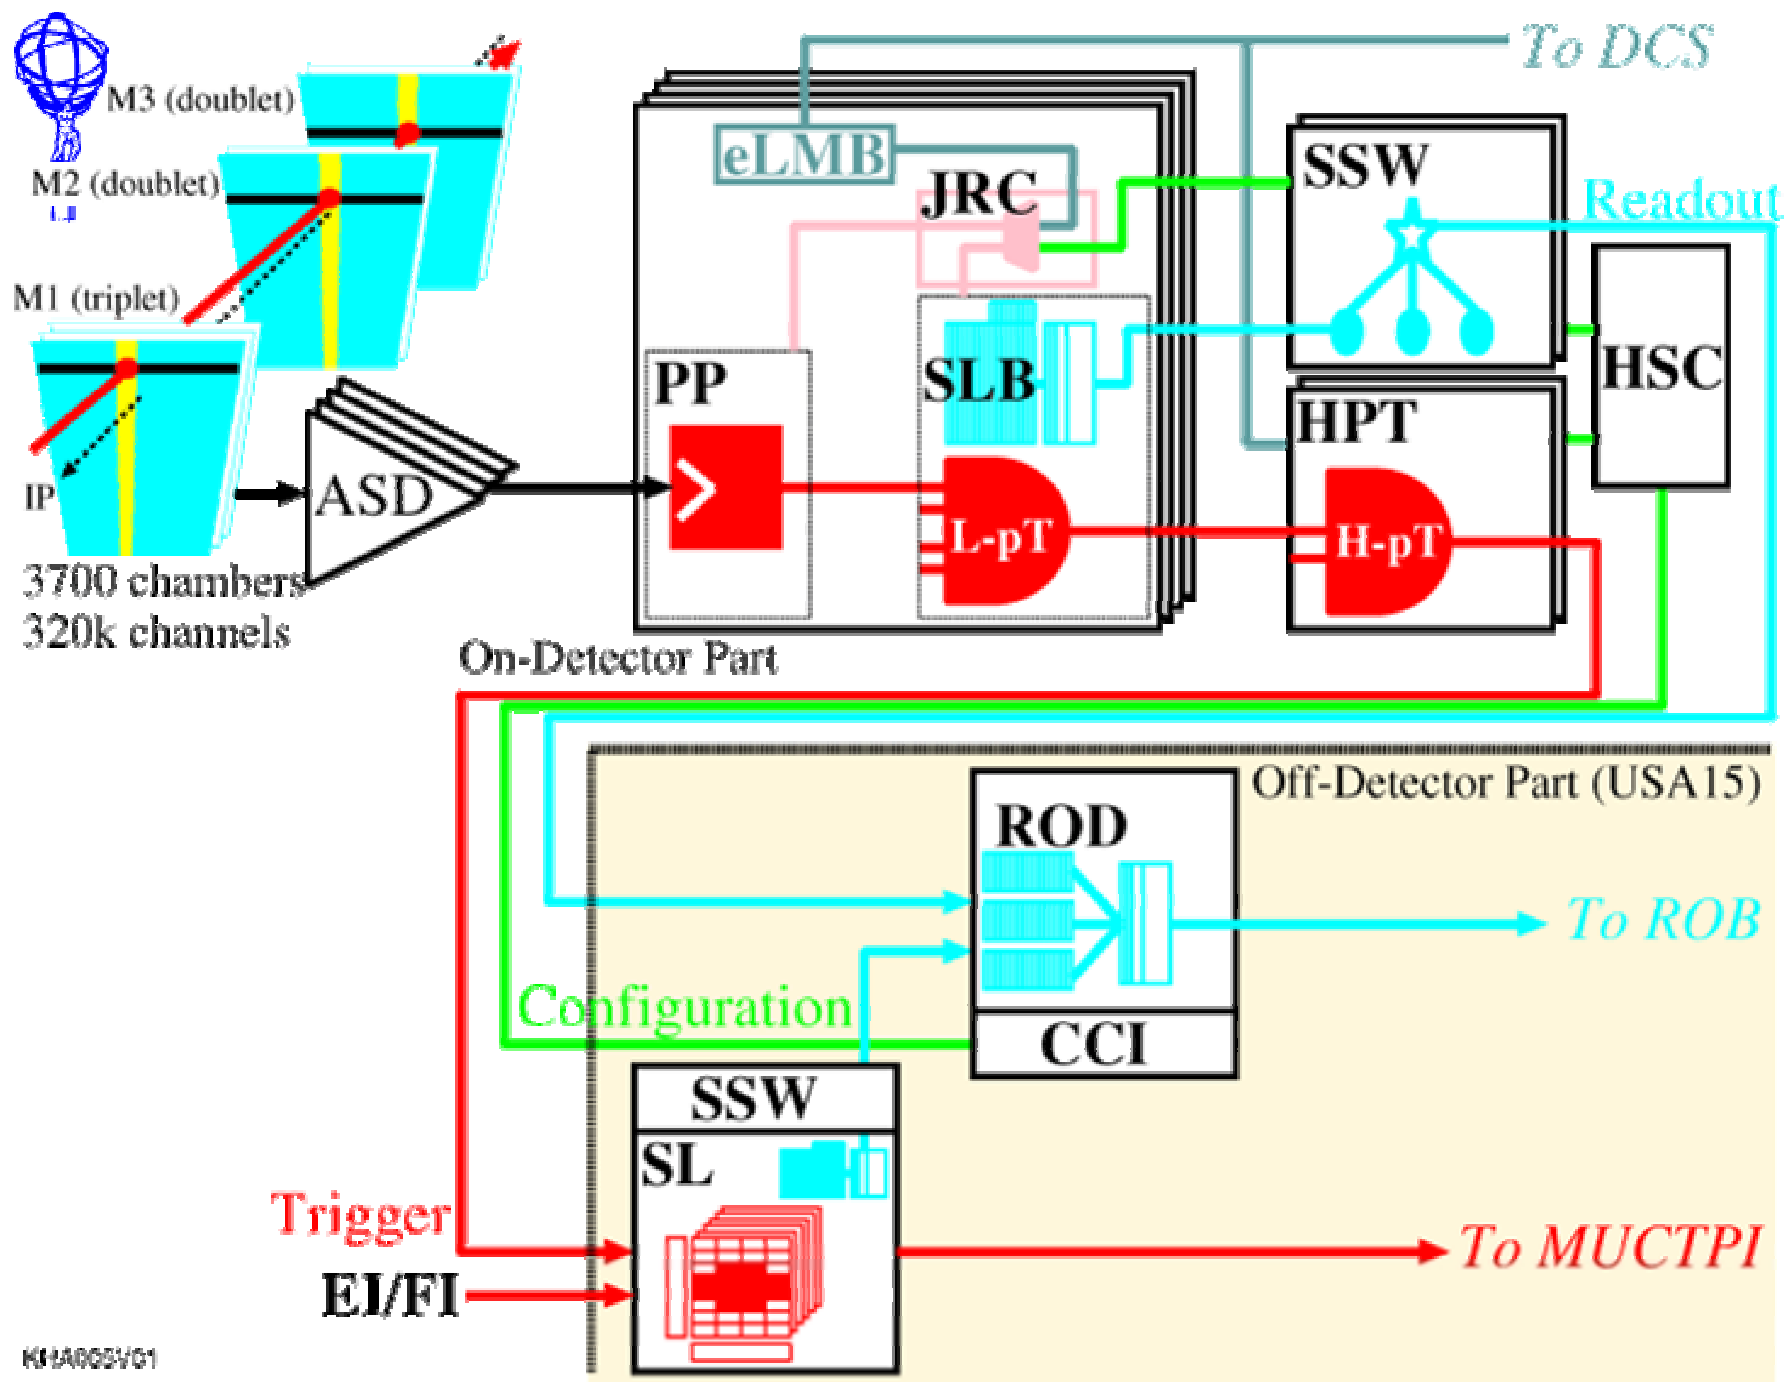 To DCS
M3 (doublet)
M2 (doublet)
M1 (triplet)
IP
3700 chambers
320k channels
ASD
eLMB
JRC
PP
SLB
L-pT
SSW
Readout
HSC
HPT
H-pT
On-Detector Part
Off-Detector Part (USA15)
ROD
To ROB
Configuration
CCI
SSW
SL
Trigger
EI/FI
To MUCTPI